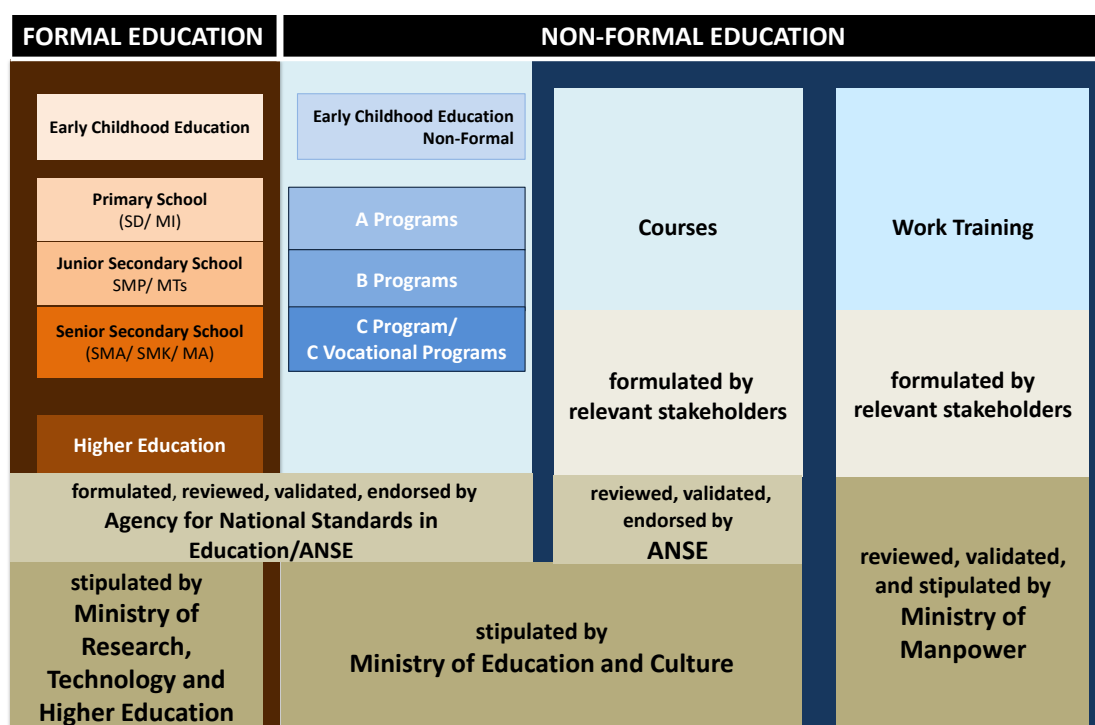 FORMAL EDUCATION
NON-FORMAL EDUCATION
Early Childhood Education
Primary School
(SD/ MI)
Junior Secondary School
SMP/ MTs
Senior Secondary School
(SMA/ SMK/ MA)
Higher Education
Early Childhood Education
Non-Formal
A Programs
B Programs
C Program/
C Vocational Programs
Courses
formulated by
relevant stakeholders
Work Training
formulated by
relevant stakeholders
formulated, reviewed, validated, endorsed by
Agency for National Standards in
Education/ANSE
reviewed, validated,
endorsed by
ANSE
reviewed, validated,
and stipulated by
Ministry of
Manpower
stipulated by
Ministry of
Research,
Technology and
Higher Education
stipulated by
Ministry of Education and Culture